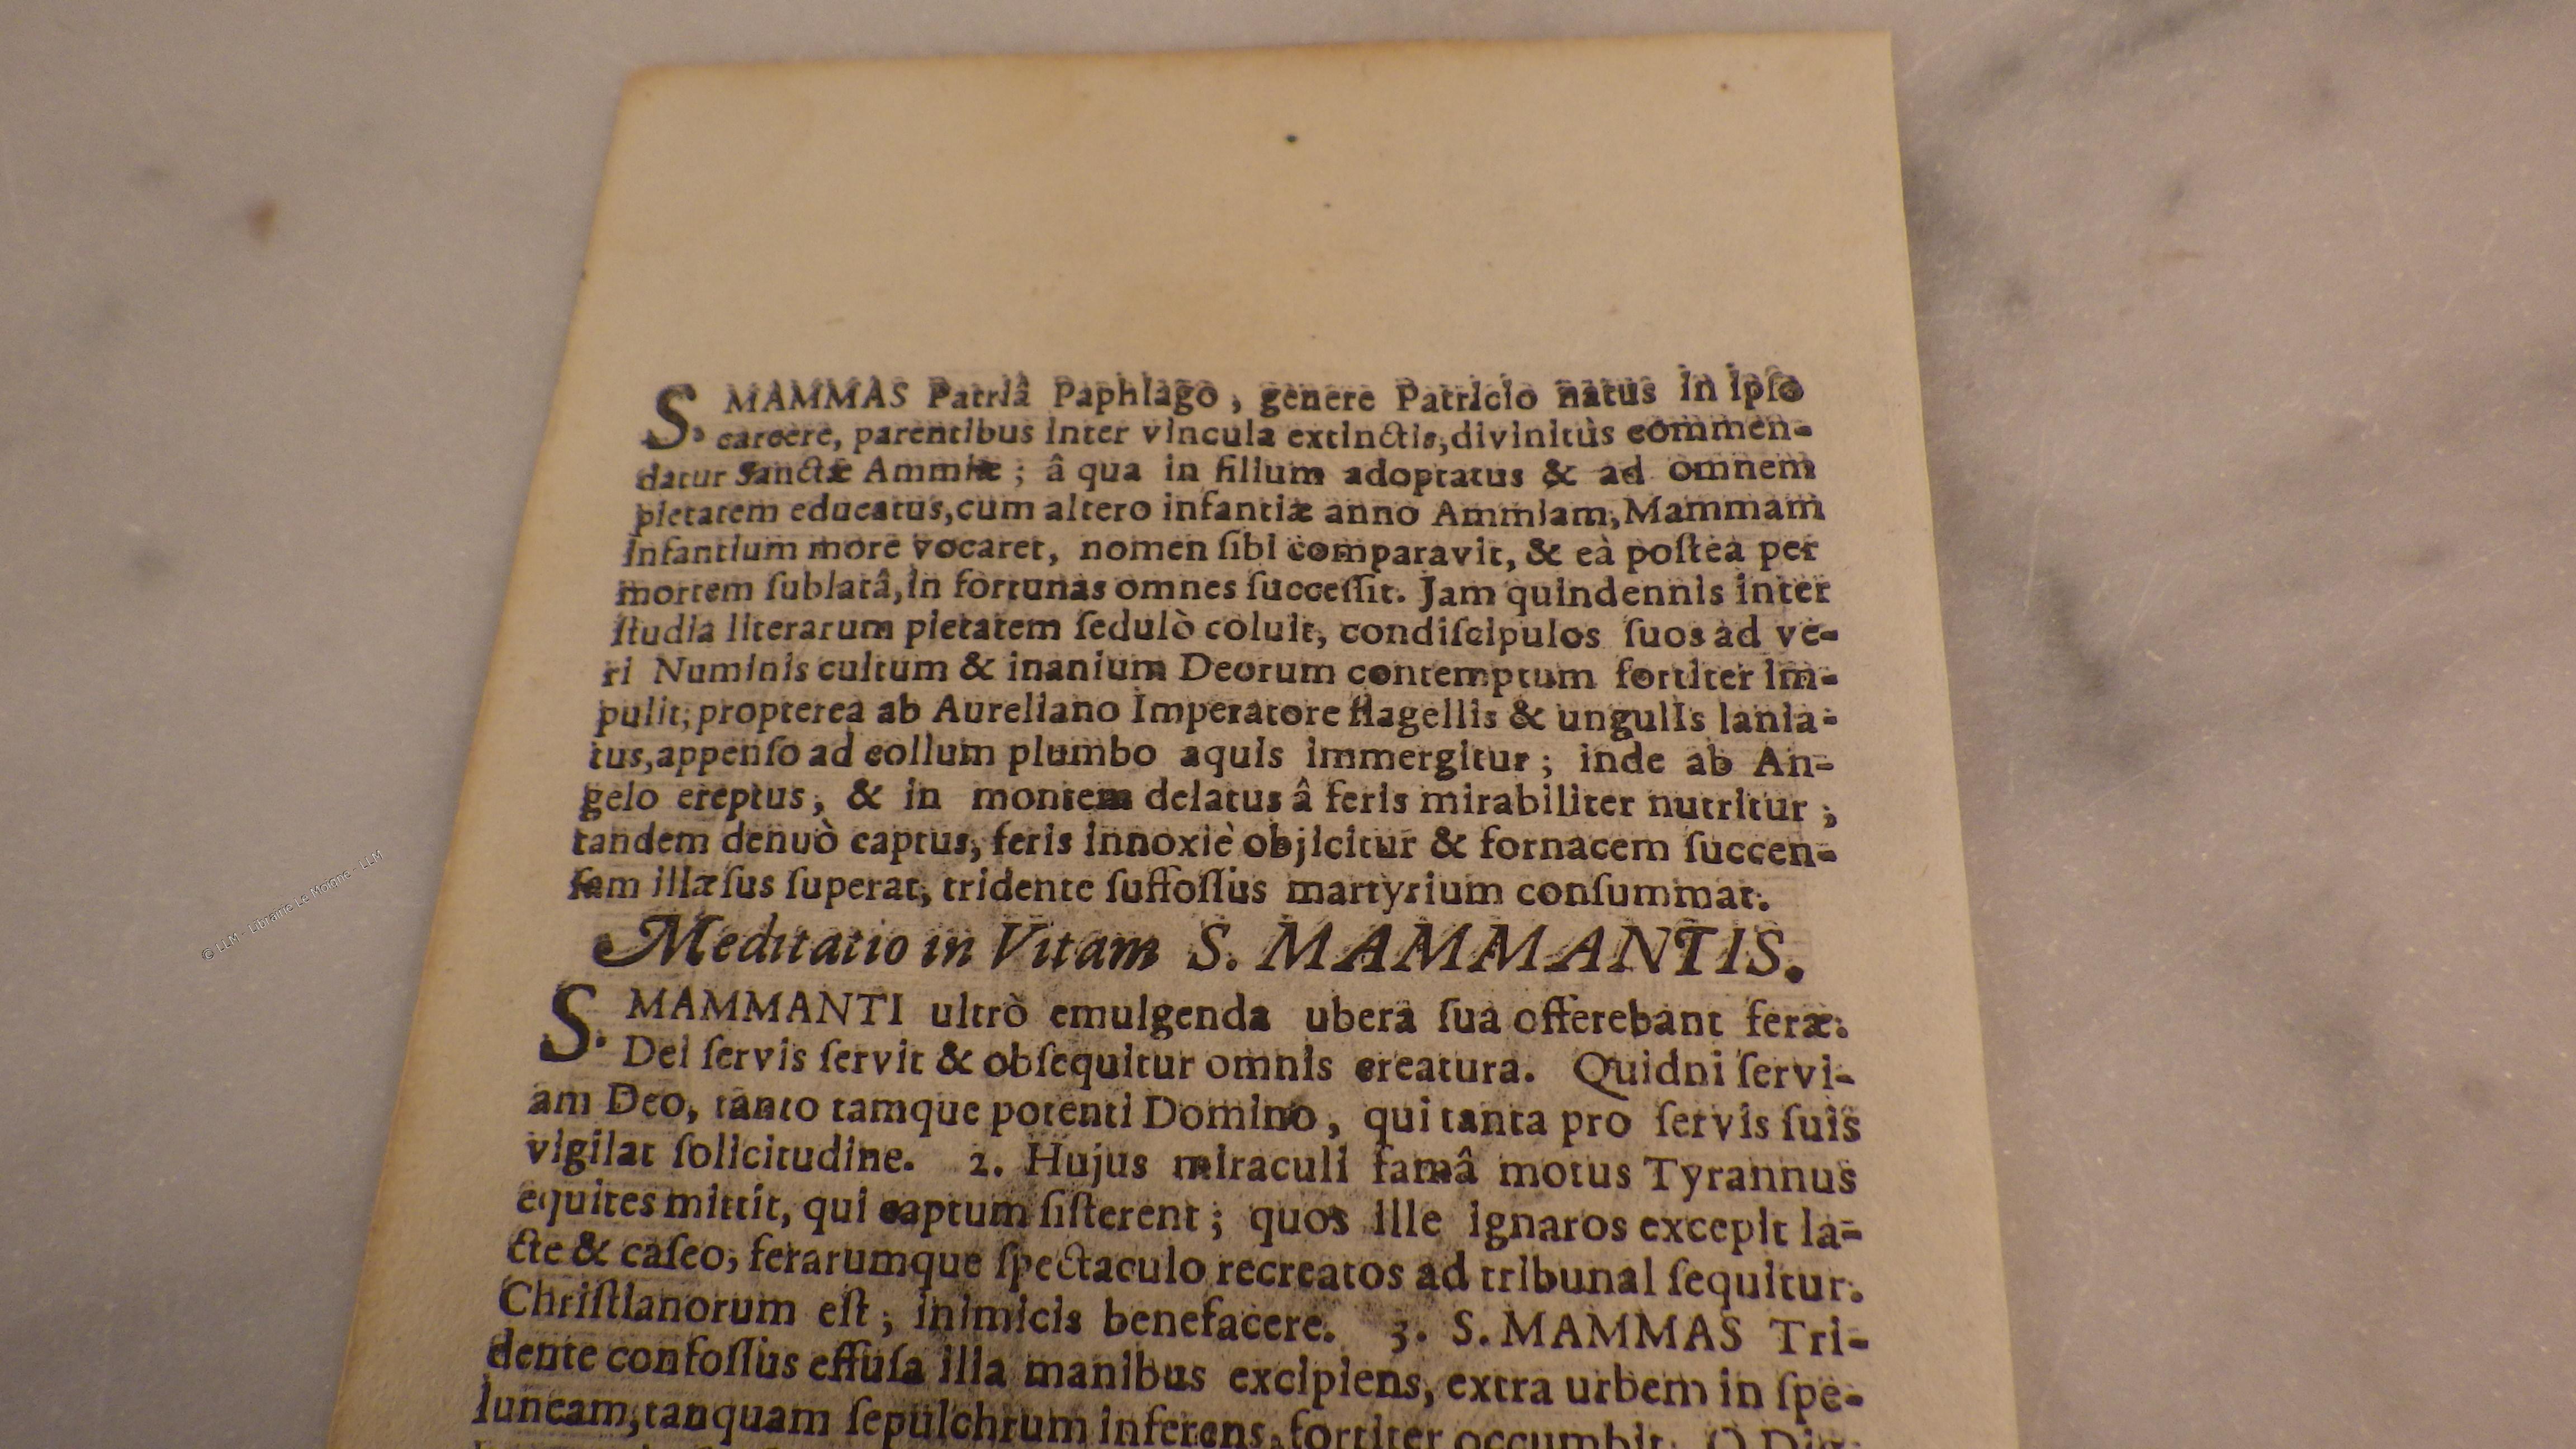 S. MAMMAS Patriâ Paphlago, genere Patricio natus in ipſo
carcere, parentibus inter vincula extinctis, divinitùs commen-
datur Sanctæ Ammiæ; â qua in filium adoptatus & ad omnem
pietatem educatus, cum altero infantiæ anno Ammiam, Mammam
infantium more vocaret, nomen ſibi comparavit, & eà poſtea per
mortem ſublatâ, in fortunas omnes ſucceſſit. Jam quindennis inter
ſtudia literarum pietatem ſedulò coluit, condiſcipulos ſuos ad ve-
ri Numinis cultum & inanium Deorum contemptum fortiter im-
pulit; propterea ab Aureliano Imperatore flagellis & ungulis lania-
tus, appenſo ad collum plumbo aquis immergitur; inde ab An-
gelo ereptus, & in montem delatus â feris mirabiliter nutritur;
tandem denuò captus, feris innoxiè objicitur & fornacem ſuccen-
ſam illæſus ſuperat, tridente ſuffoſſus martyrium conſummat.
Meditatio in Vitam S. MAMMANTIS.
S. MAMMANTI ultrò emulgenda ubera ſua offerebant feræ.
Dei ſervis ſervit & obſequitur omnis creatura. Quidni ſervi-
am Deo, tanto tamque potenti Domino, qui tanta pro ſervis ſuis
vigilat ſolicitudine. 2. Hujus miraculi famâ motus Tyrannus
equites mittit, qui captum ſiſterent; quos ille ignaros excepit la-
cte & caſeo, ferarumque ſpectaculo recreatos ad tribunal ſequitur.
Chriſtianorum eſt; inimicis benefacere. 3. S. MAMMAS Tri-
dente confoſſus effuſa ilia manibus excipiens, extra urbem in ſpe-
luncam, tanquam ſepulchrum inferens, fortiter occumbit. O
© LLM - Librairie Le Moigne - LLM